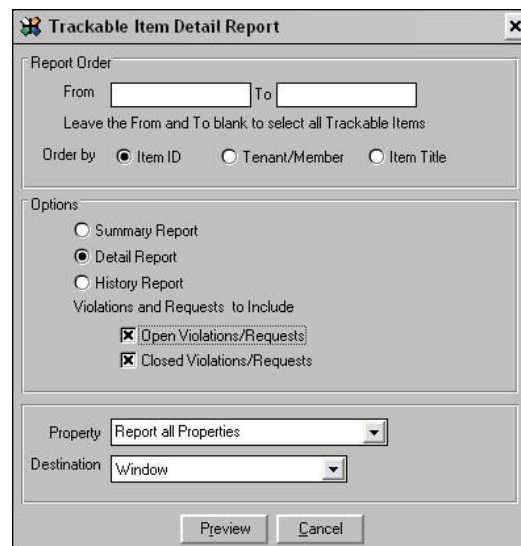 Trackable Item Detail Report
Report Order
From To
Leave the From and To blank to select all Trackable Items
Order by Item ID Tenant/Member Item Title
Options
Summary Report
Detail Report
History Report
Violations and Requests to Include
Open Violations/Requests
Closed Violations/Requests
Property Report all Properties
Destination Window
Preview Cancel